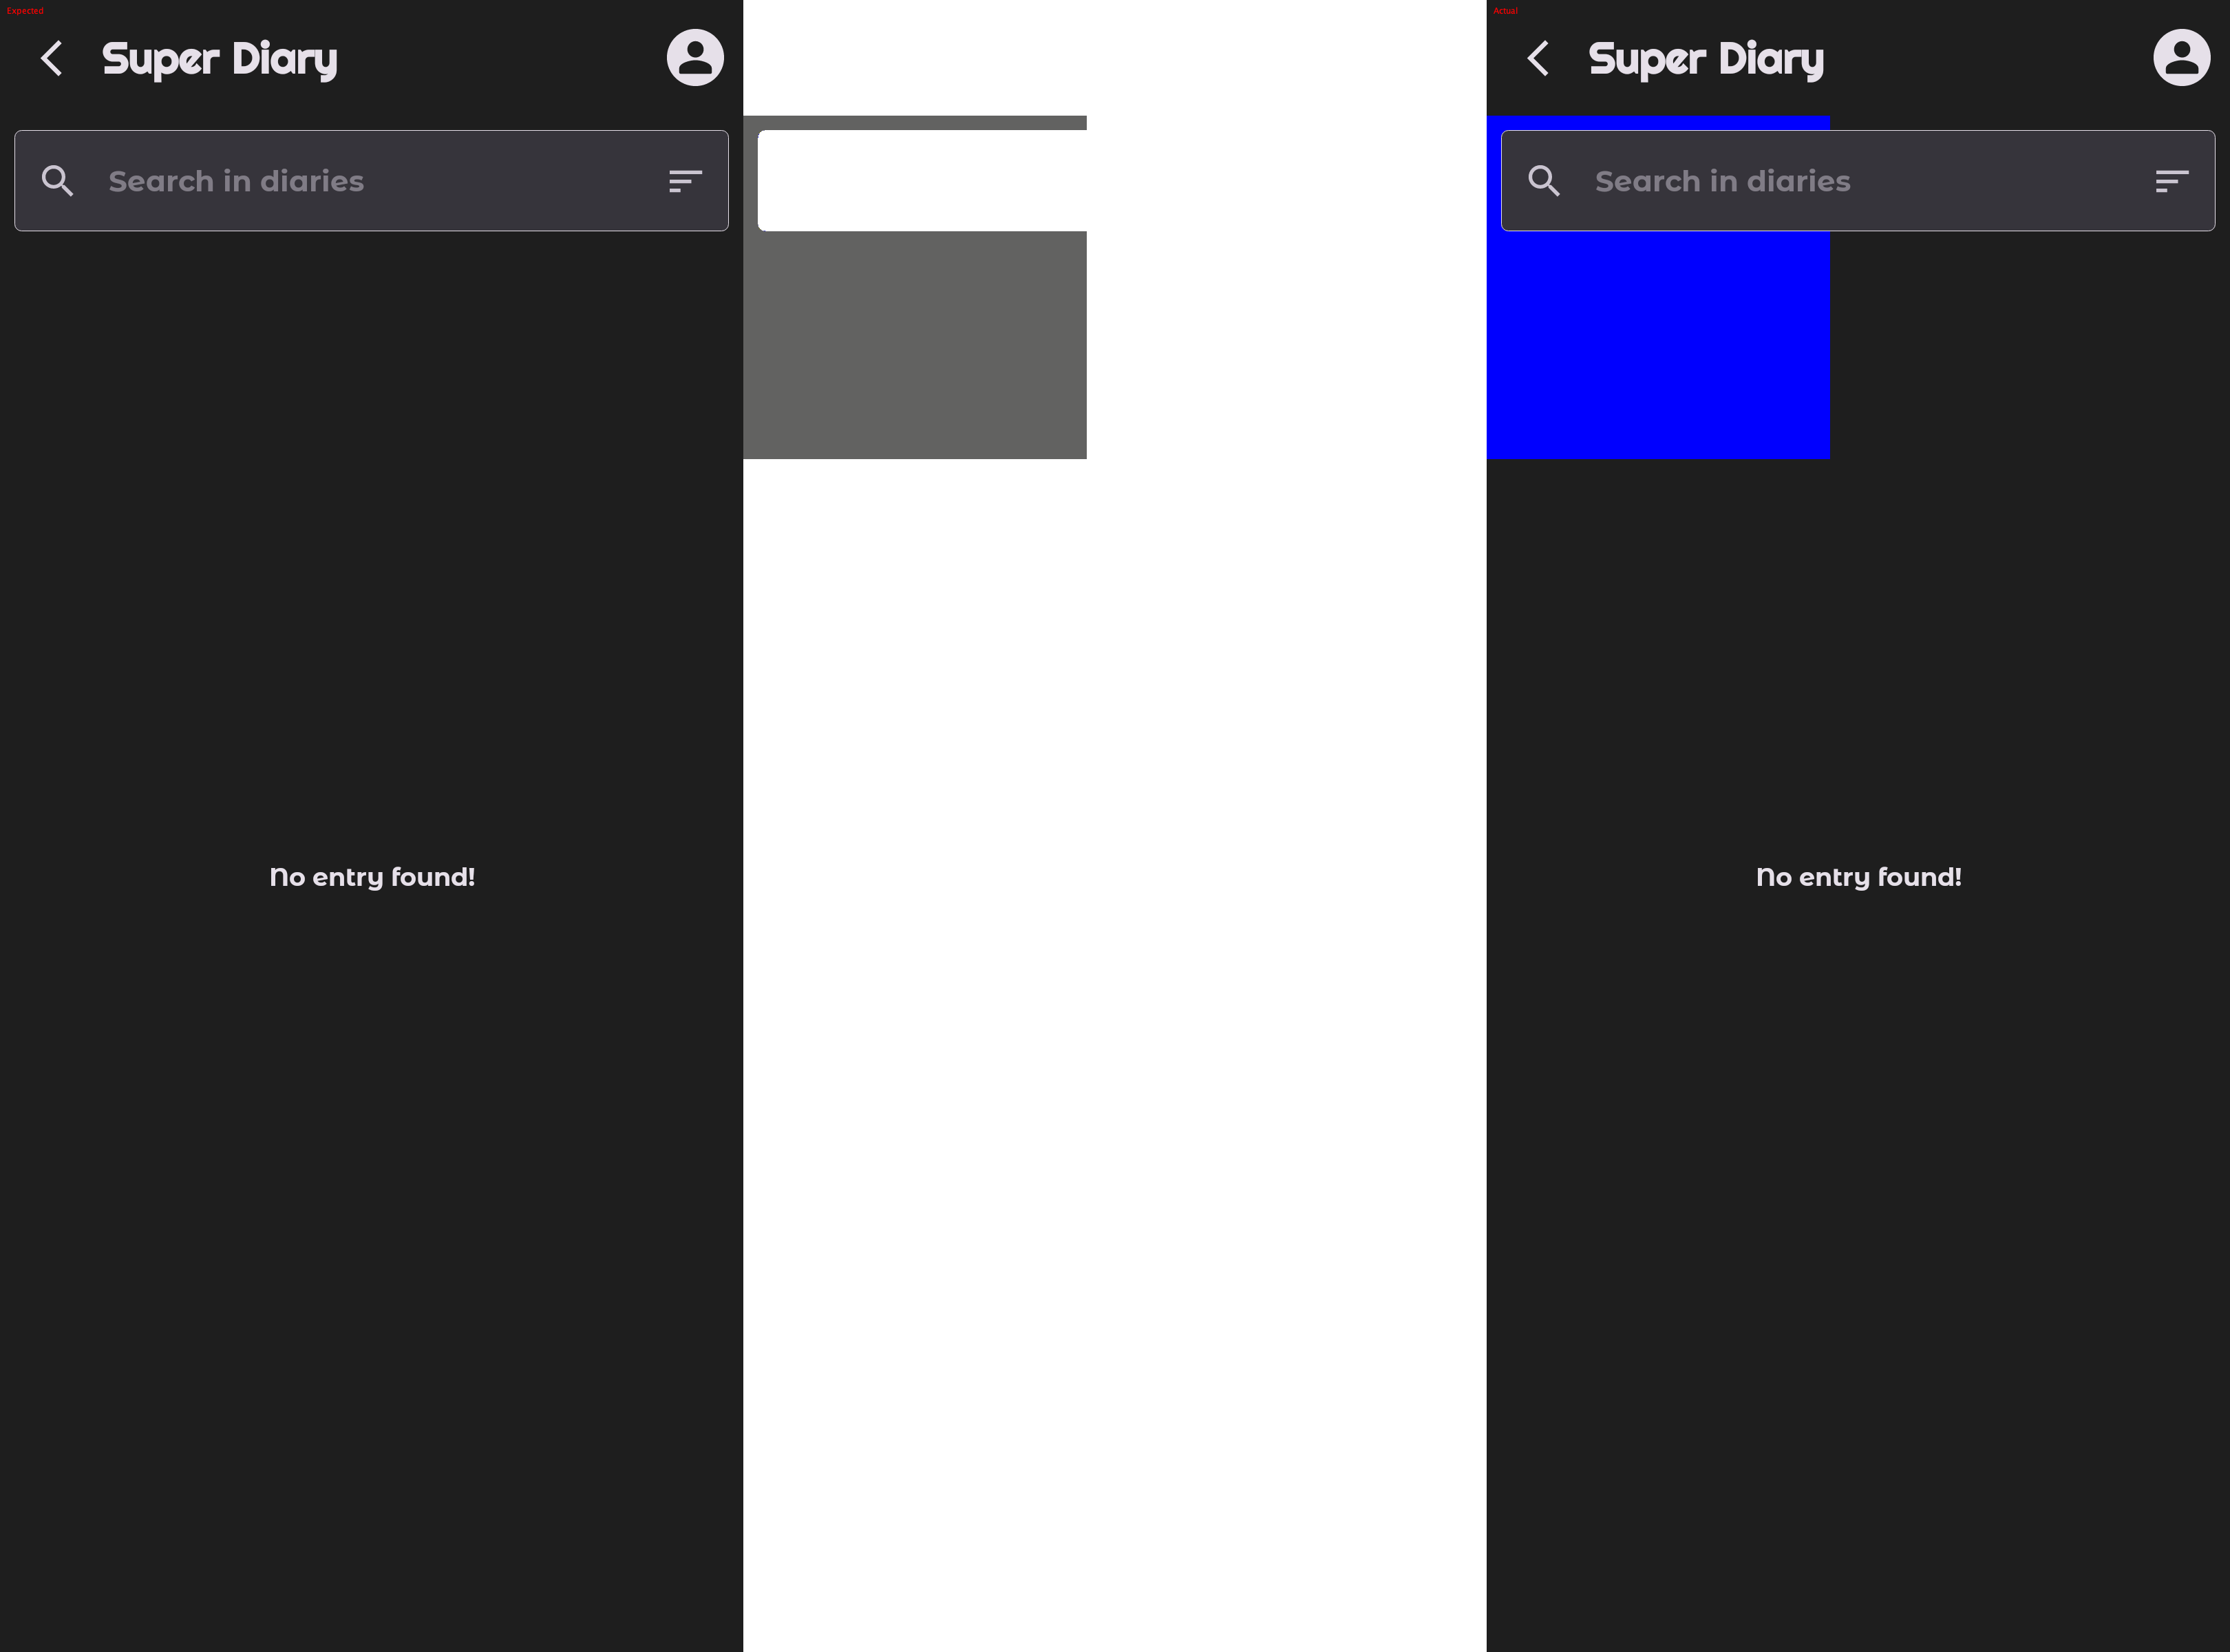 Expected
Super Diary
Search in diaries
No entry found!
Actual
Super Diary
Search in diaries
No entry found!